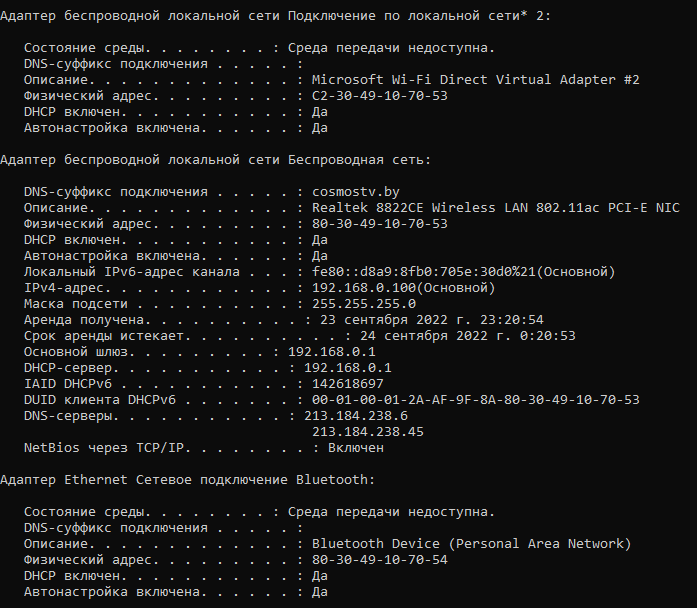 Адаптер беспроводной локальной сети Подключение по локальной сети* 2:
Состояние среды. . . . . . . . : Среда передачи недоступна.
DNS-суффикс подключения . . . . . :
Описание. . . . . . . . . . . . . : Microsoft Wi-Fi Direct Virtual Adapter #2
Физический адрес. . . . . . . . . : C2-30-49-10-70-53
DHCP включен. . . . . . . . . . . : Да
Автонастройка включена. . . . . . : Да
Адаптер беспроводной локальной сети Беспроводная сеть:
DNS-суффикс подключения . . . . . : cosmostv.by
Описание. . . . . . . . . . . . . : Realtek 8822CE Wireless LAN 802.11ac PCI-E NIC
Физический адрес. . . . . . . . . : 80-30-49-10-70-53
DHCP включен. . . . . . . . . . . : Да
Автонастройка включена. . . . . . : Да
Локальный IPv6-адрес канала . . . : fe80::d8a9:8fb0:705e:30d0%21(Основной)
IPv4-адрес. . . . . . . . . . . . : 192.168.0.100(Основной)
Маска подсети . . . . . . . . . . : 255.255.255.0
Аренда получена. . . . . . . . . . : 23 сентября 2022 г. 23:20:54
Срок аренды истекает. . . . . . . . . . : 24 сентября 2022 г. 0:20:53
Основной шлюз. . . . . . . . . : 192.168.0.1
DHCP-сервер. . . . . . . . . . . : 192.168.0.1
IAID DHCPv6 . . . . . . . . . . . : 142618697
DUID клиента DHCPv6 . . . . . . . : 00-01-00-01-2A-AF-9F-8A-80-30-49-10-70-53
DNS-серверы. . . . . . . . . . . : 213.184.238.6
213.184.238.45
NetBios через TCP/IP. . . . . . . . : Включен
Адаптер Ethernet Сетевое подключение Bluetooth:
Состояние среды. . . . . . . . : Среда передачи недоступна.
DNS-суффикс подключения . . . . . :
Описание. . . . . . . . . . . . . : Bluetooth Device (Personal Area Network)
Физический адрес. . . . . . . . . : 80-30-49-10-70-54
DHCP включен. . . . . . . . . . . : Да
Автонастройка включена. . . . . . : Да